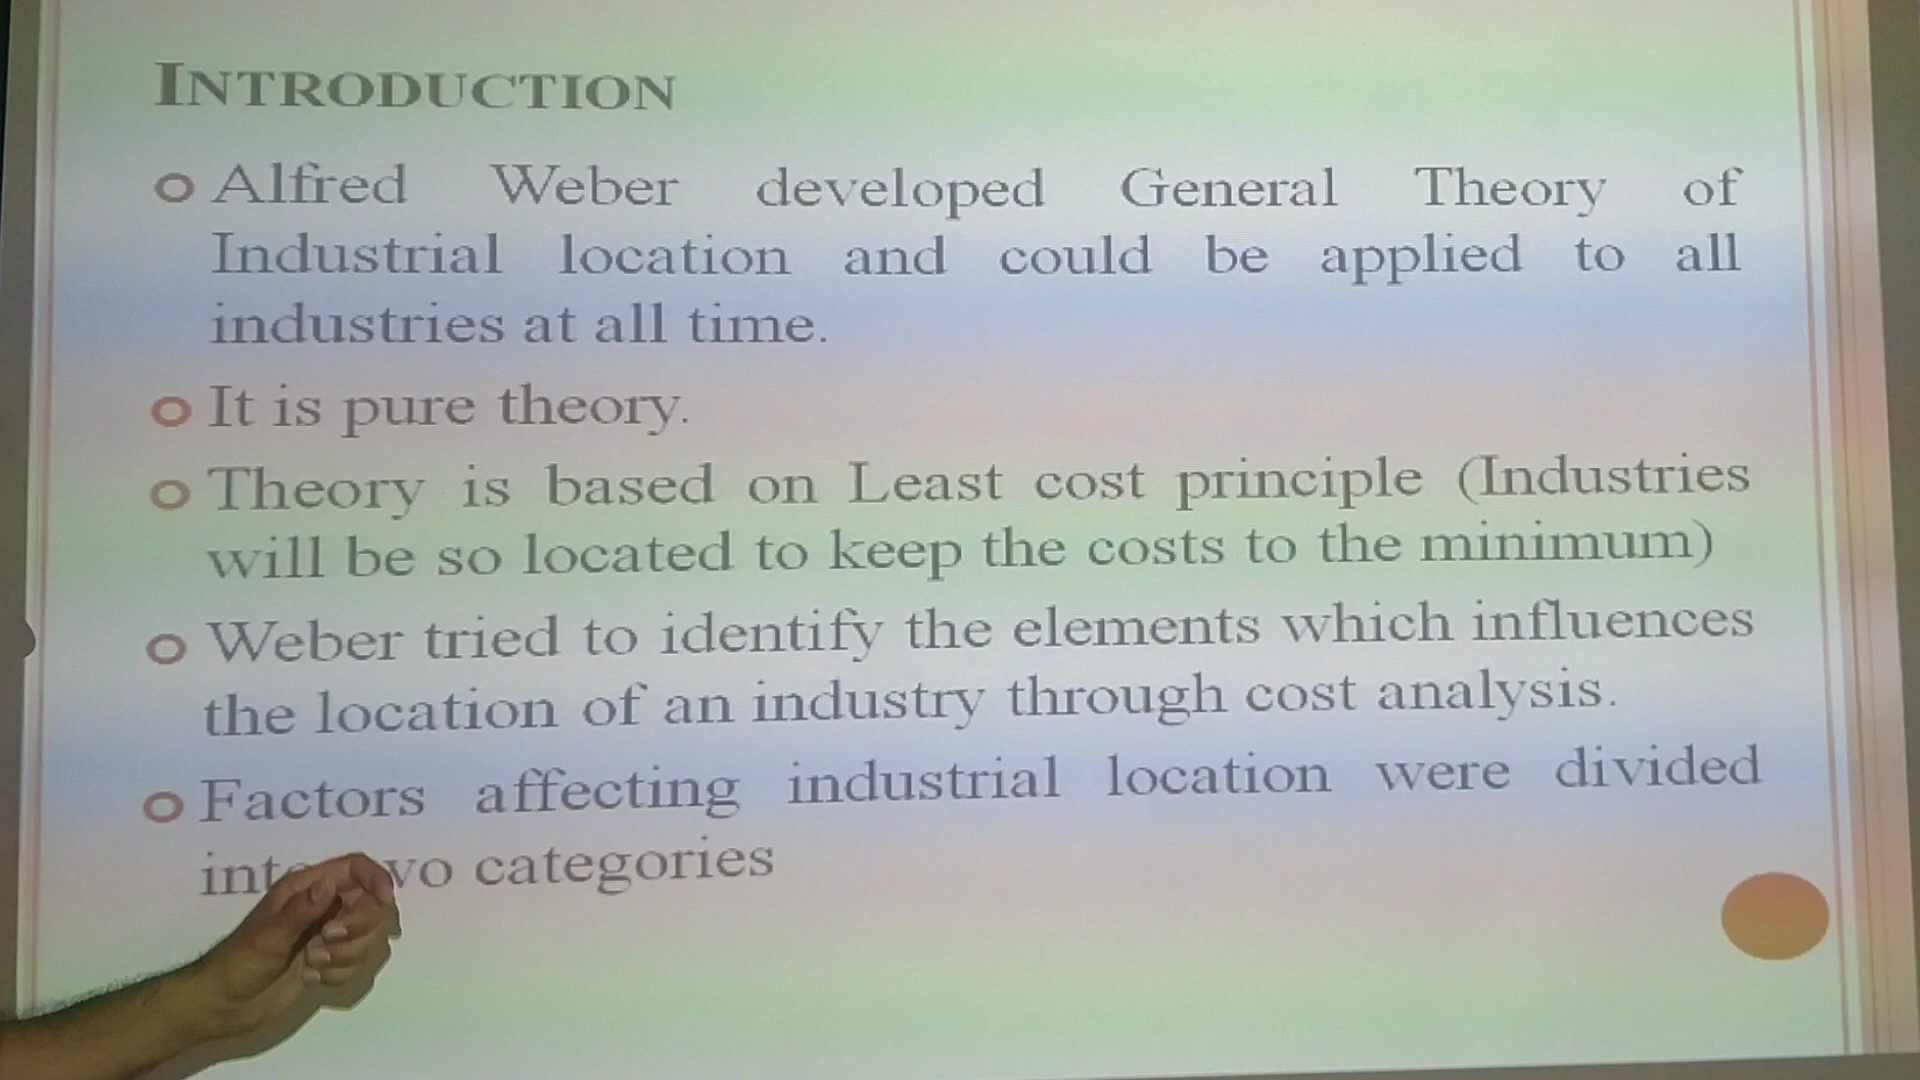 INTRODUCTION
Alfred Weber developed General Theory of
Industrial location and could be applied to all
industries at all time.
It is pure theory.
Theory is based on Least cost principle (Industries
will be so located to keep the costs to the minimum)
Weber tried to identify the elements which influences
the location of an industry through cost analysis.
Factors affecting industrial location were divided
categories